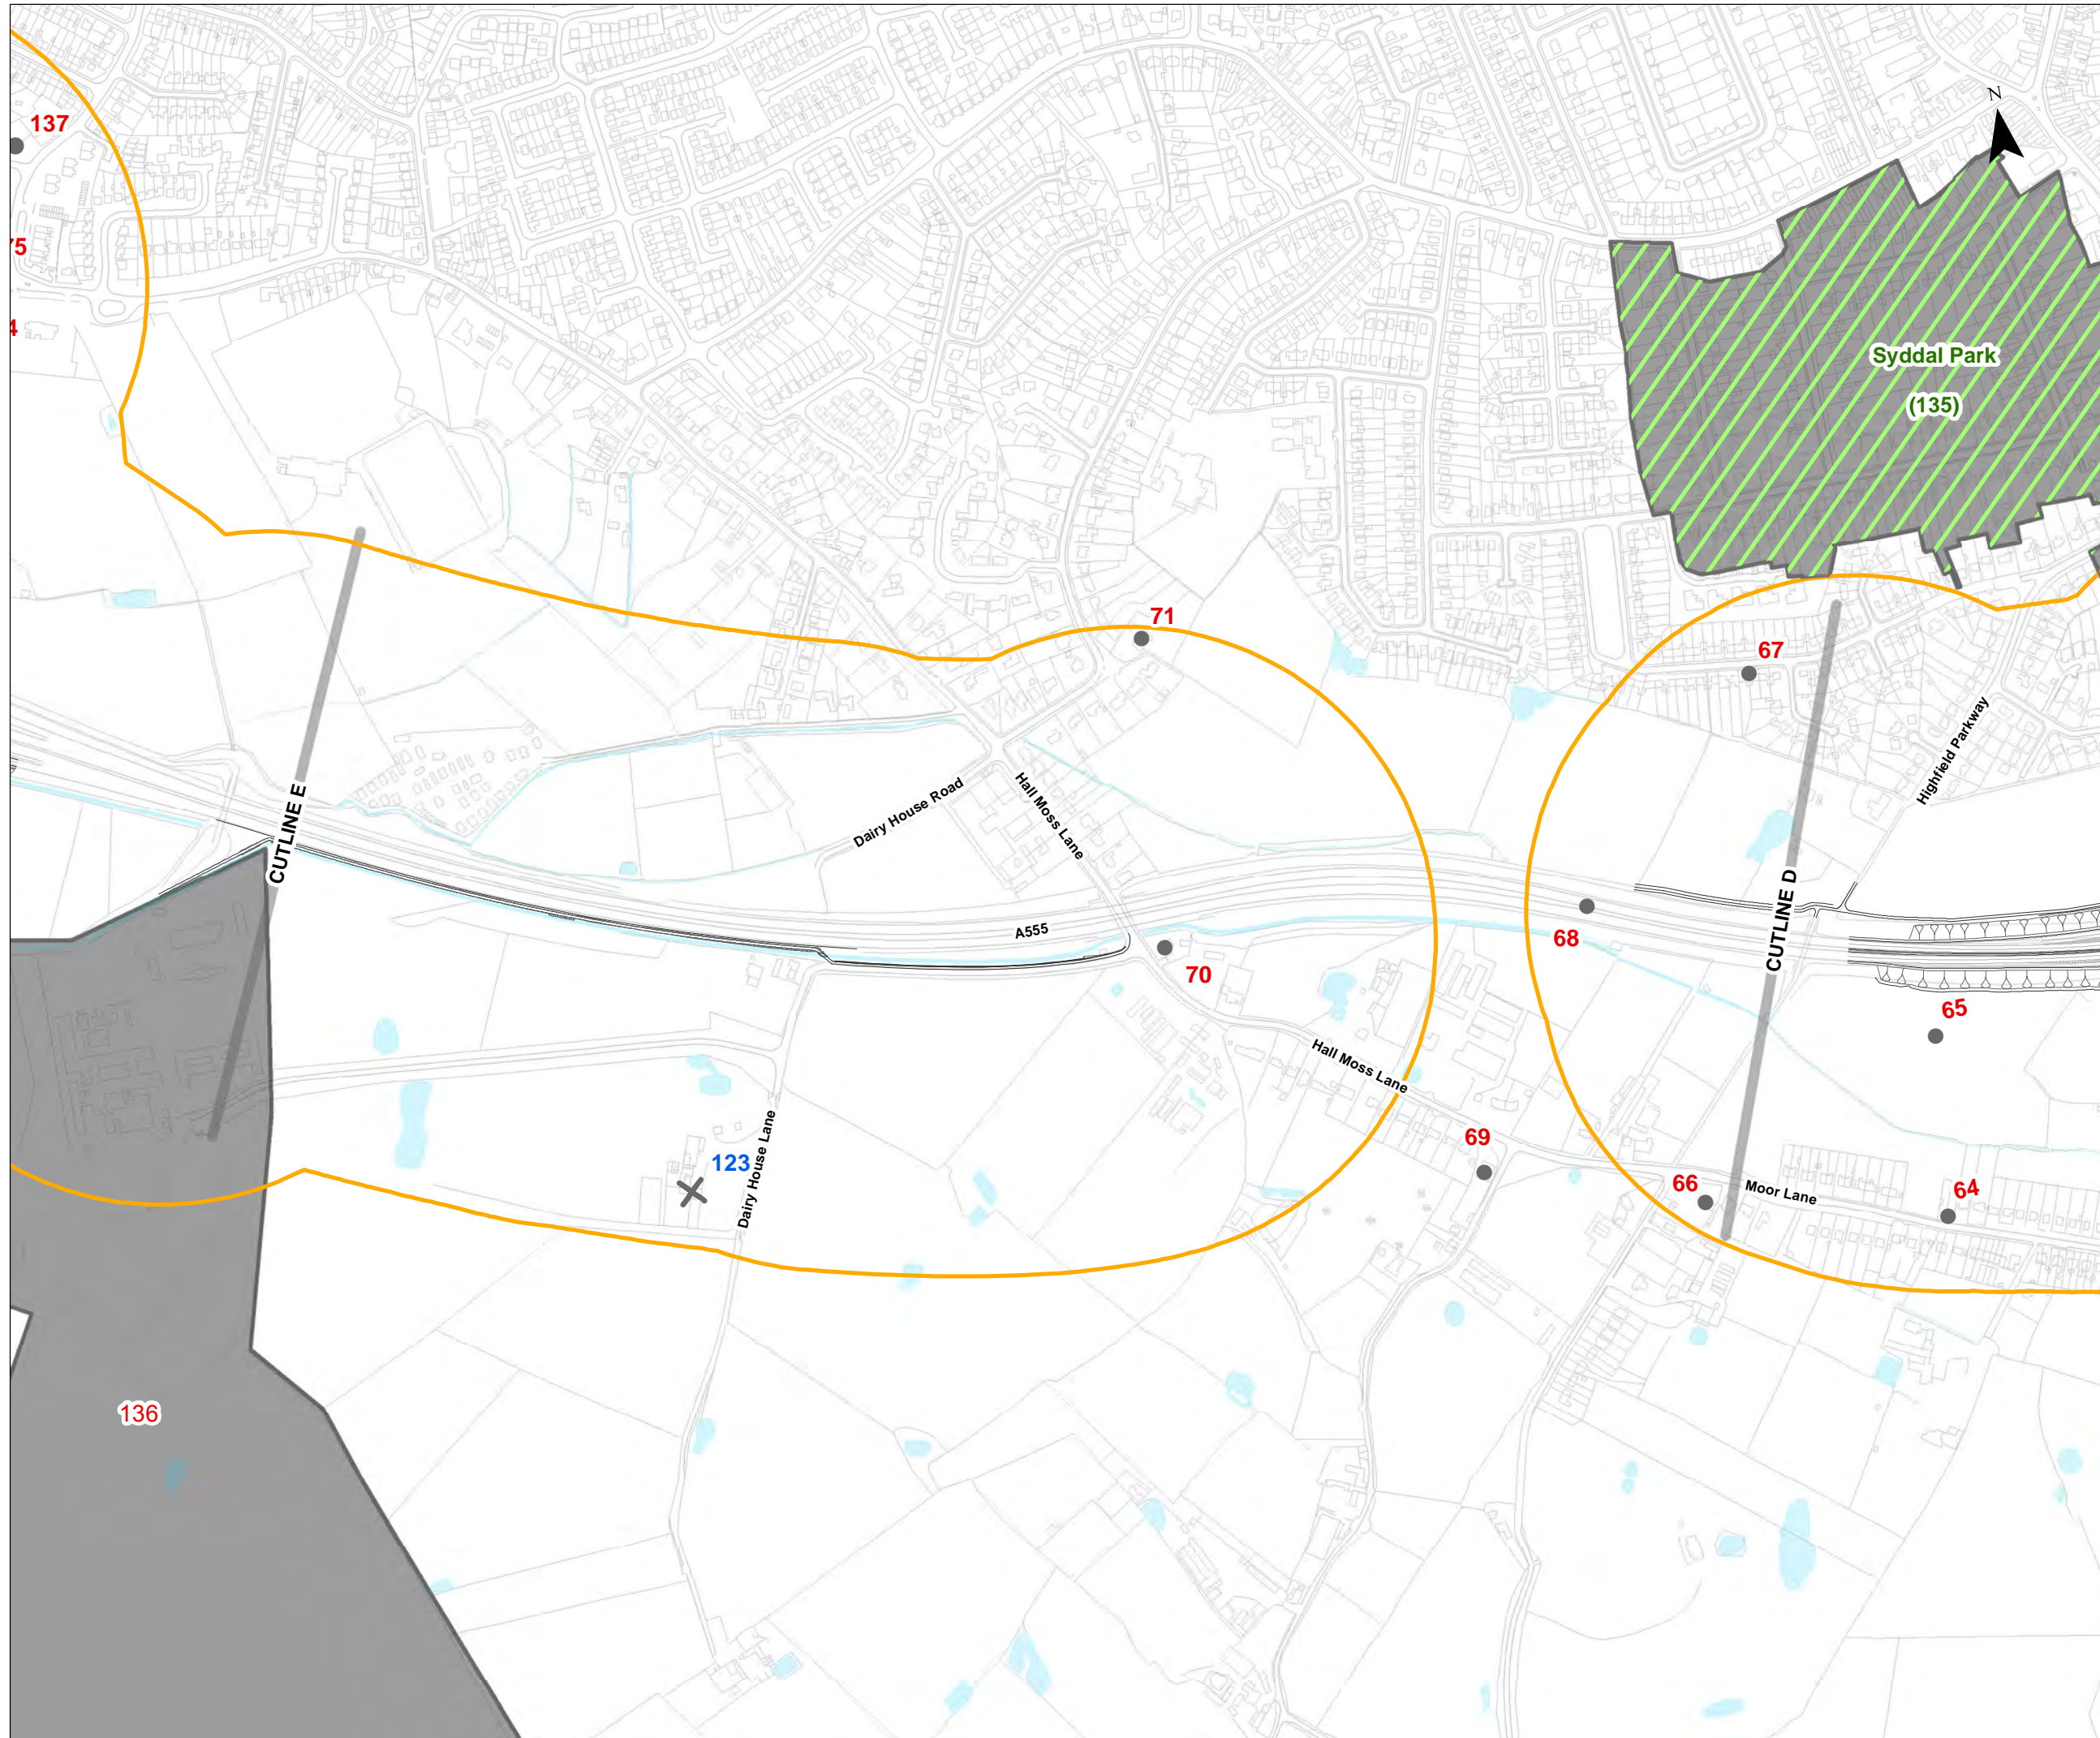 N
137
75
4
Syddal Park
(135)
71
67
Highfield Parkway
CUTLINE E
Dairy House Road
Hall Moss Lane
CUTLINE D
A555
68
70
65
Hall Moss Lane
69
123
Dairy House Lane
66
Moor Lane
64
136